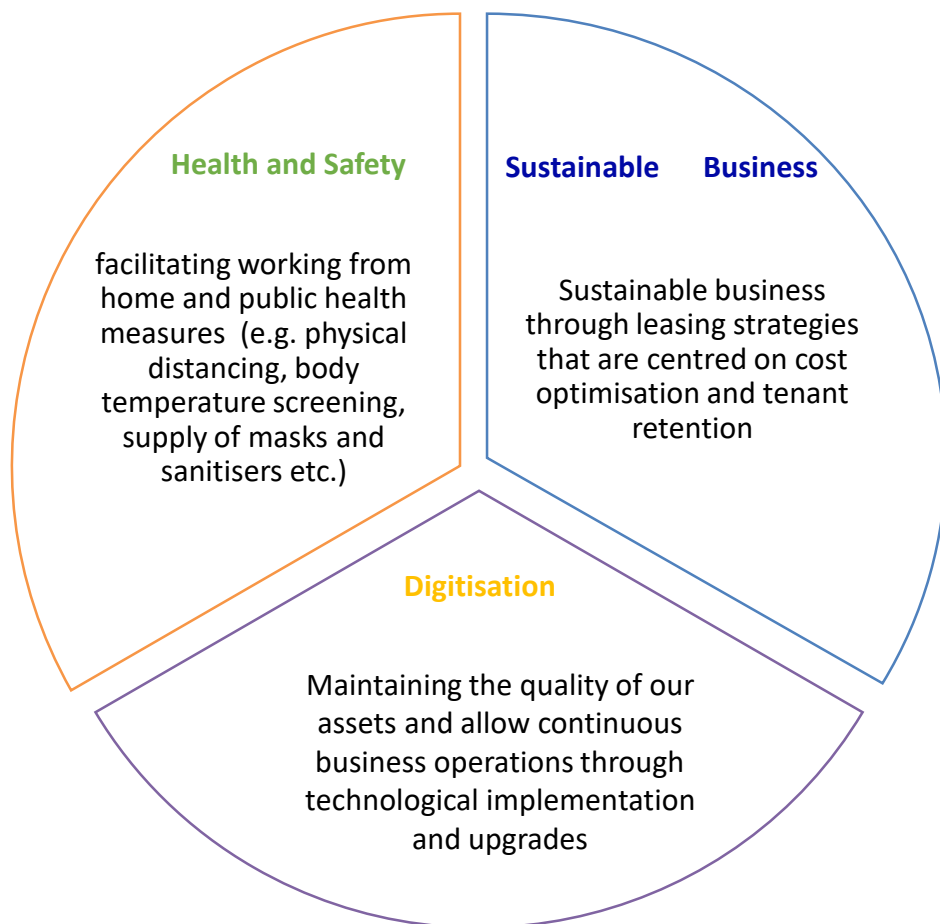 Health and Safety
facilitating working from
home and public health
measures  (e.g. physical
distancing, body
temperature screening,
supply of masks and
sanitisers etc.)
Sustainable Business
Sustainable business
through leasing strategies
that are centred on cost
optimisation and tenant
retention
Digitisation
Maintaining the quality of our
assets and allow continuous
business operations through
technological implementation
and upgrades